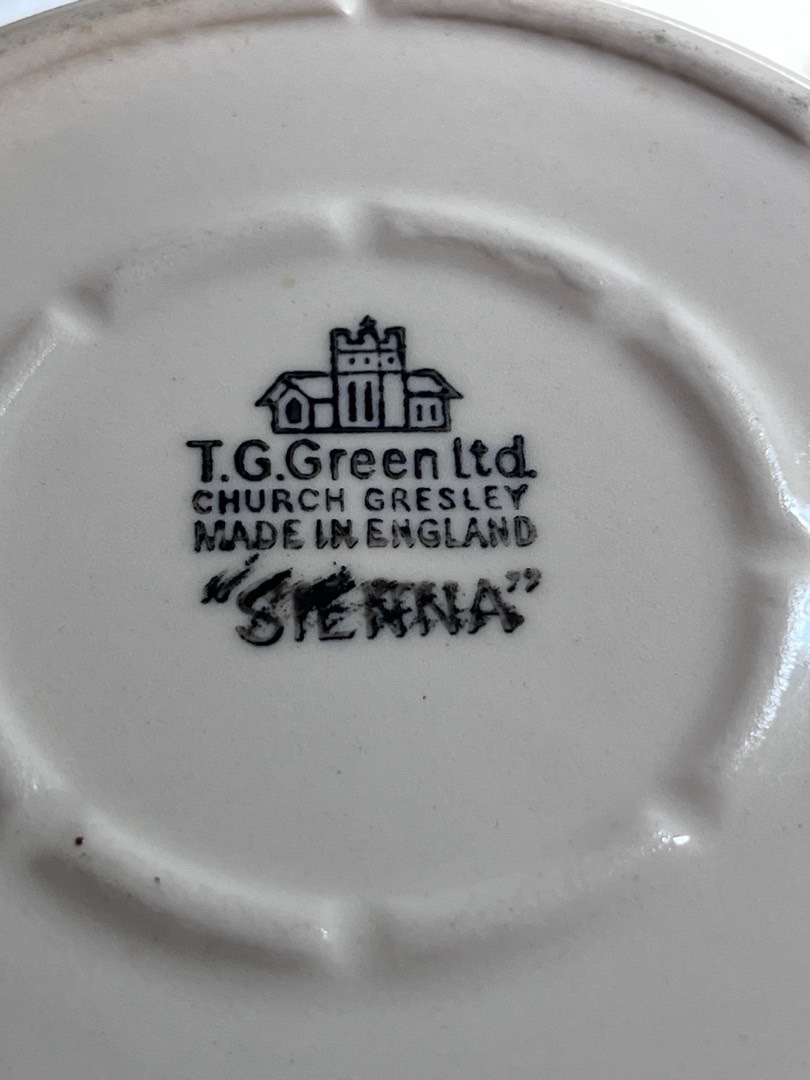 T.G.Green Ltd.
CHURCH GRESLEY
MADE IN ENGLAND
"SIENNA"